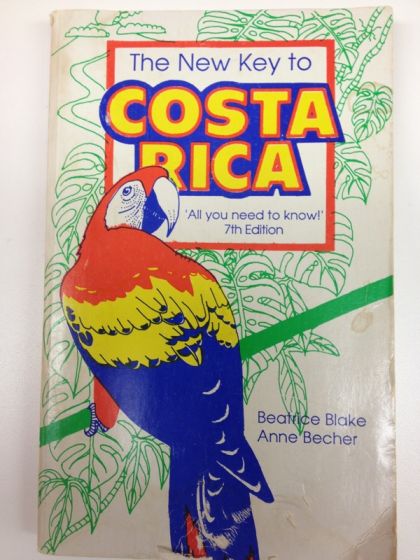 The New Key to
COSTA
RICA
'All you need to know!'
7th Edition
Beatrice Blake
Anne Becher